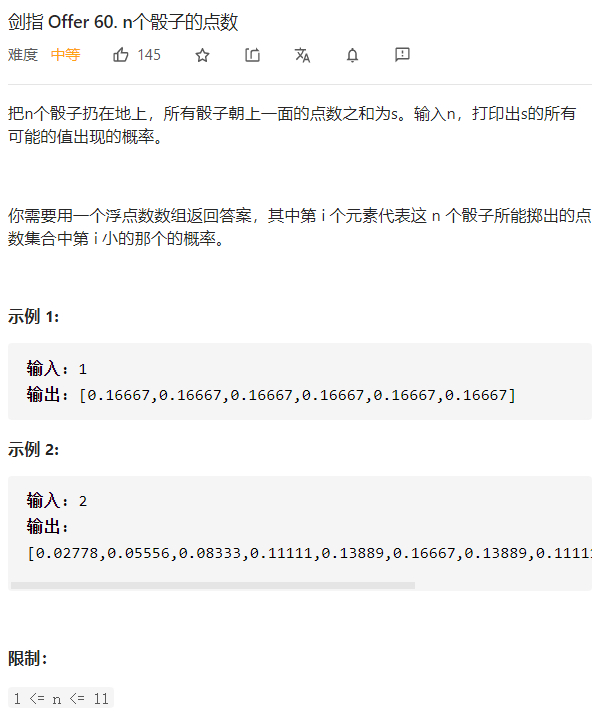 剑指 Offer 60. n个骰子的点数
难度 中等 145
把n个骰子扔在地上，所有骰子朝上一面的点数之和为s。输入n，打印出s的所有
可能的值出现的概率。
你需要用一个浮点数数组返回答案，其中第 i 个元素代表这 n 个骰子所能掷出的点
数集合中第 i 小的那个的概率。
示例 1:
输入：1
输出：[0.16667,0.16667,0.16667,0.16667,0.16667,0.16667]
示例 2:
输入：2
输出：
[0.02778,0.05556,0.08333,0.11111,0.13889,0.16667,0.13889,0.1111
限制：
1 <= n <= 11